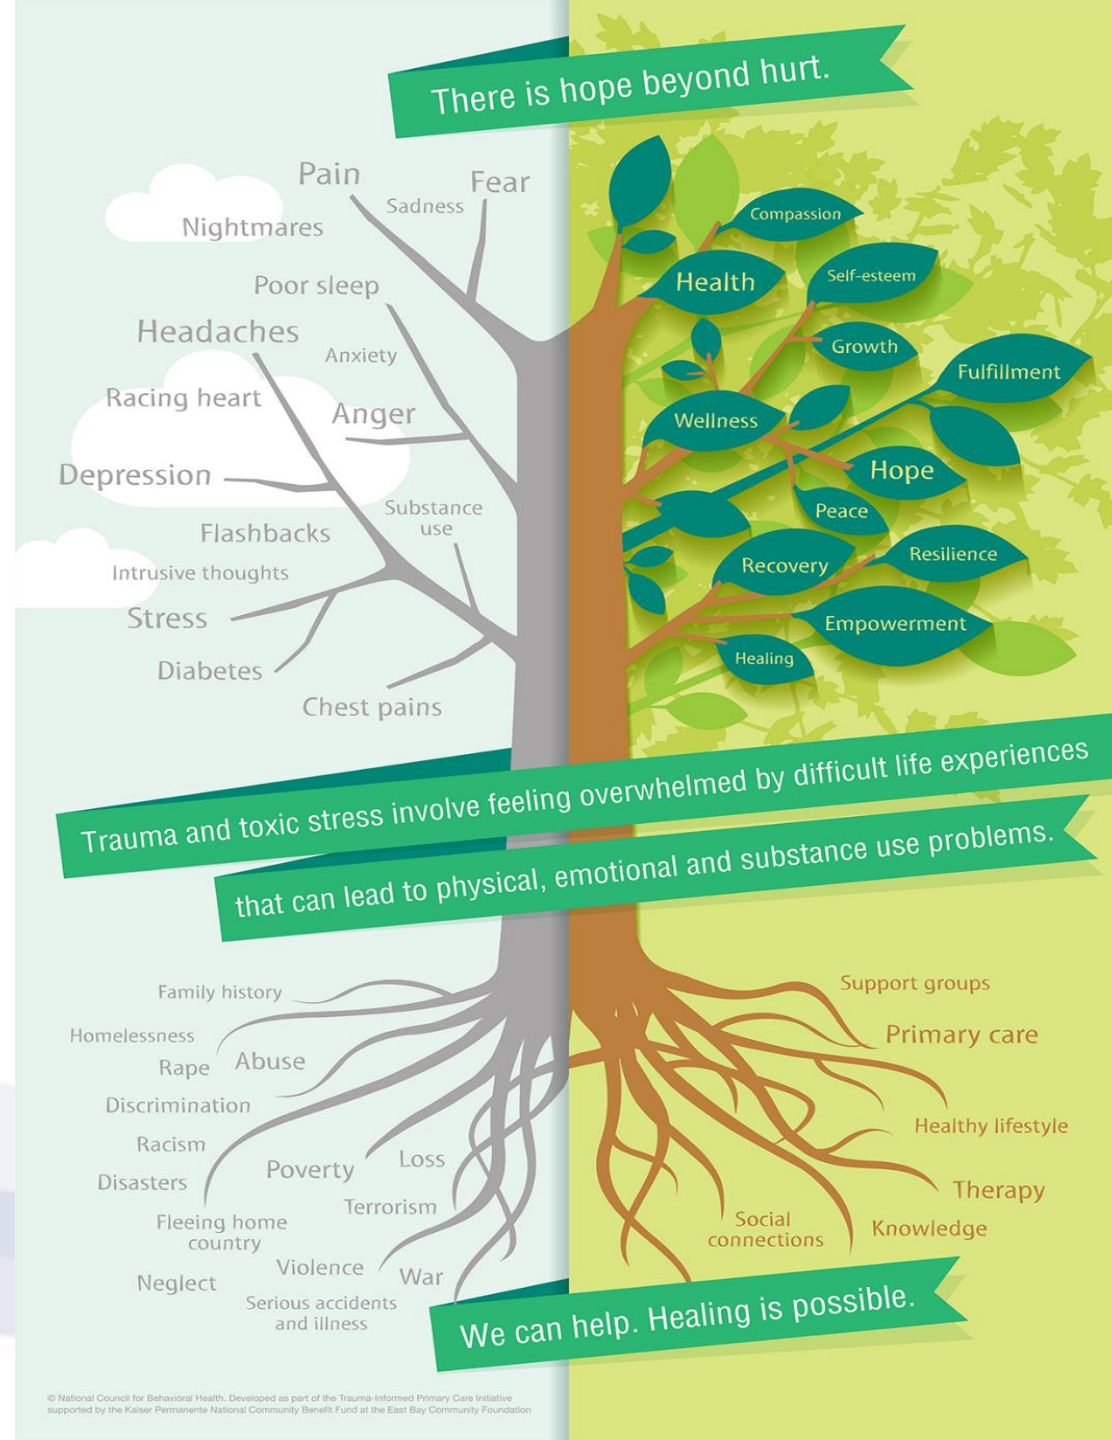 There is hope beyond hurt.
Pain
Fear
Sadness
Nightmares
Poor sleep
Headaches
Anxiety
Racing heart
Anger
Depression
Substance
use
Flashbacks
Intrusive thoughts
Stress
Diabetes
Chest pains
Compassion
Health
Self-esteem
Growth
Fulfillment
Wellness
Hope
Peace
Recovery
Resilience
Empowerment
Healing
Trauma and toxic stress involve feeling overwhelmed by difficult life experiences
that can lead to physical, emotional and substance use problems.
Family history
Homelessness
Rape
Abuse
Discrimination
Racism
Disasters
Poverty
Loss
Terrorism
Fleeing home
country
Violence
War
Neglect
Serious accidents
and illness
Support groups
Primary care
Healthy lifestyle
Therapy
Social
connections
Knowledge
We can help. Healing is possible.
© National Council for Behavioral Health. Developed as part of the Trauma-Informed Primary Care Initiative
supported by the Kaiser Permanente National Community Benefit Fund at the East Bay Community Foundation